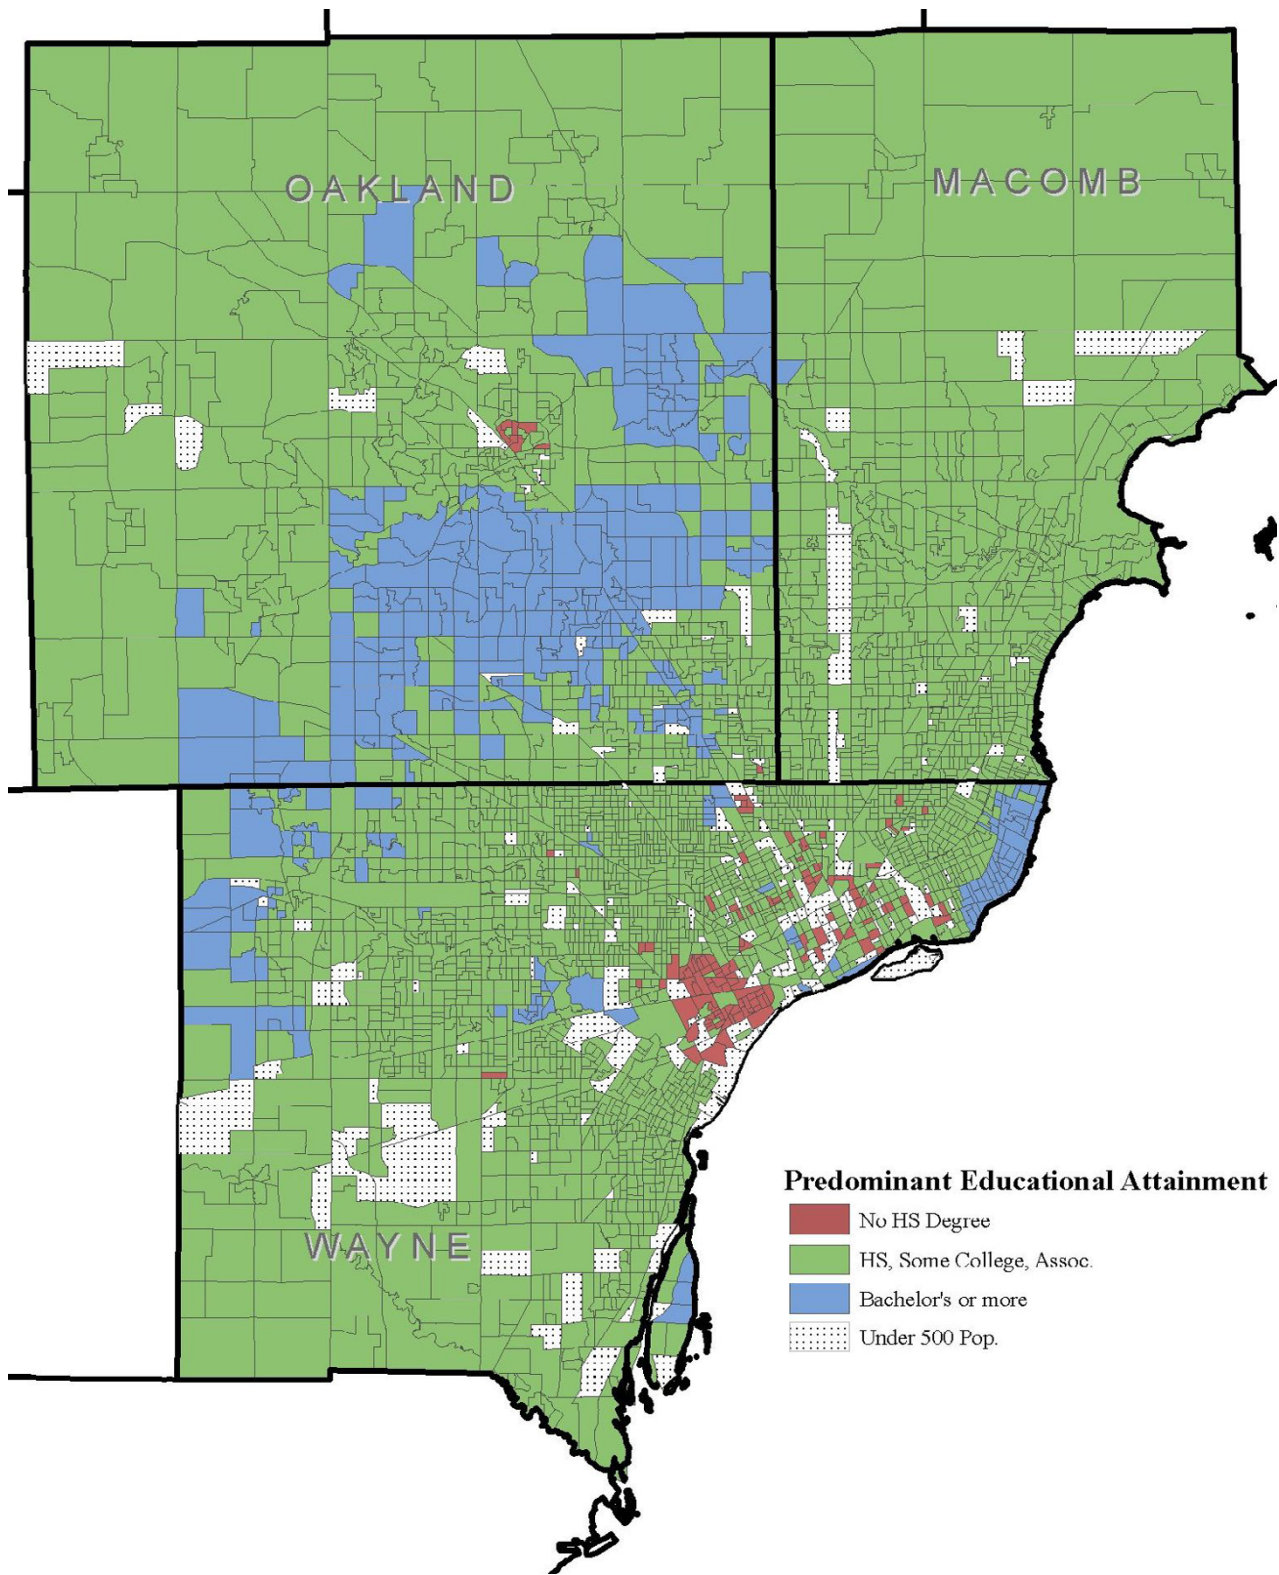 OAKLAND
MACOMB
WAYNE
Predominant Educational Attainment
No HS Degree
HS, Some College, Assoc.
Bachelor's or more
Under 500 Pop.